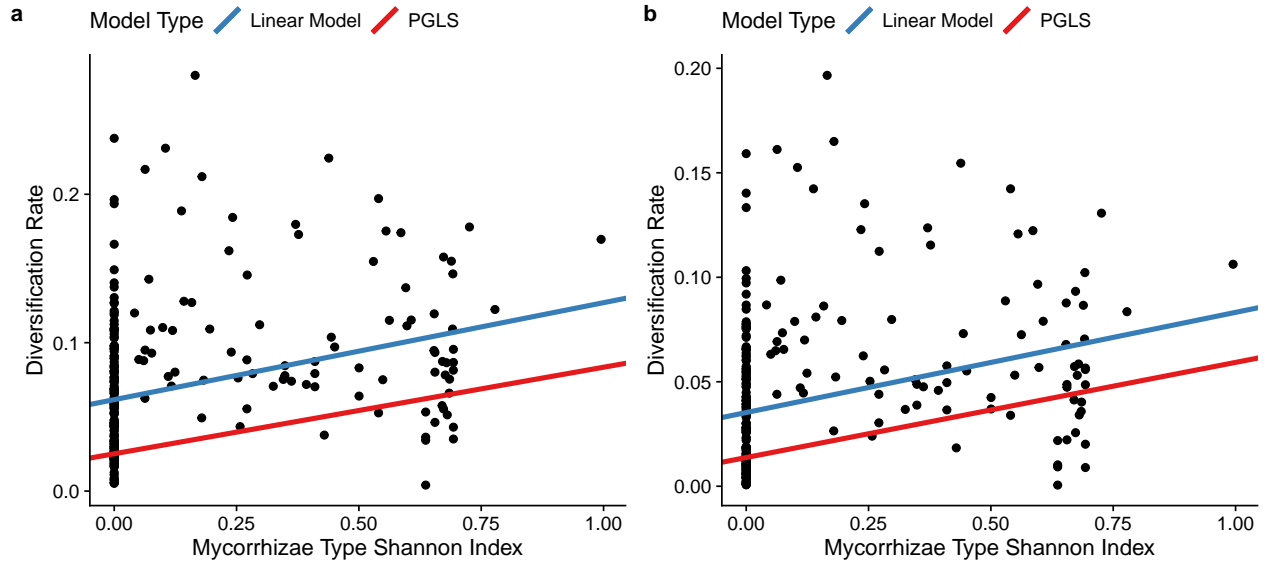 a
Model Type Linear Model PGLS
Diversification Rate
0.2
0.1
0.0
0.00 0.25 0.50 0.75 1.00
Mycorrhizae Type Shannon Index
b
Model Type Linear Model PGLS
Diversification Rate
0.20
0.15
0.10
0.05
0.00
0.00 0.25 0.50 0.75 1.00
Mycorrhizae Type Shannon Index